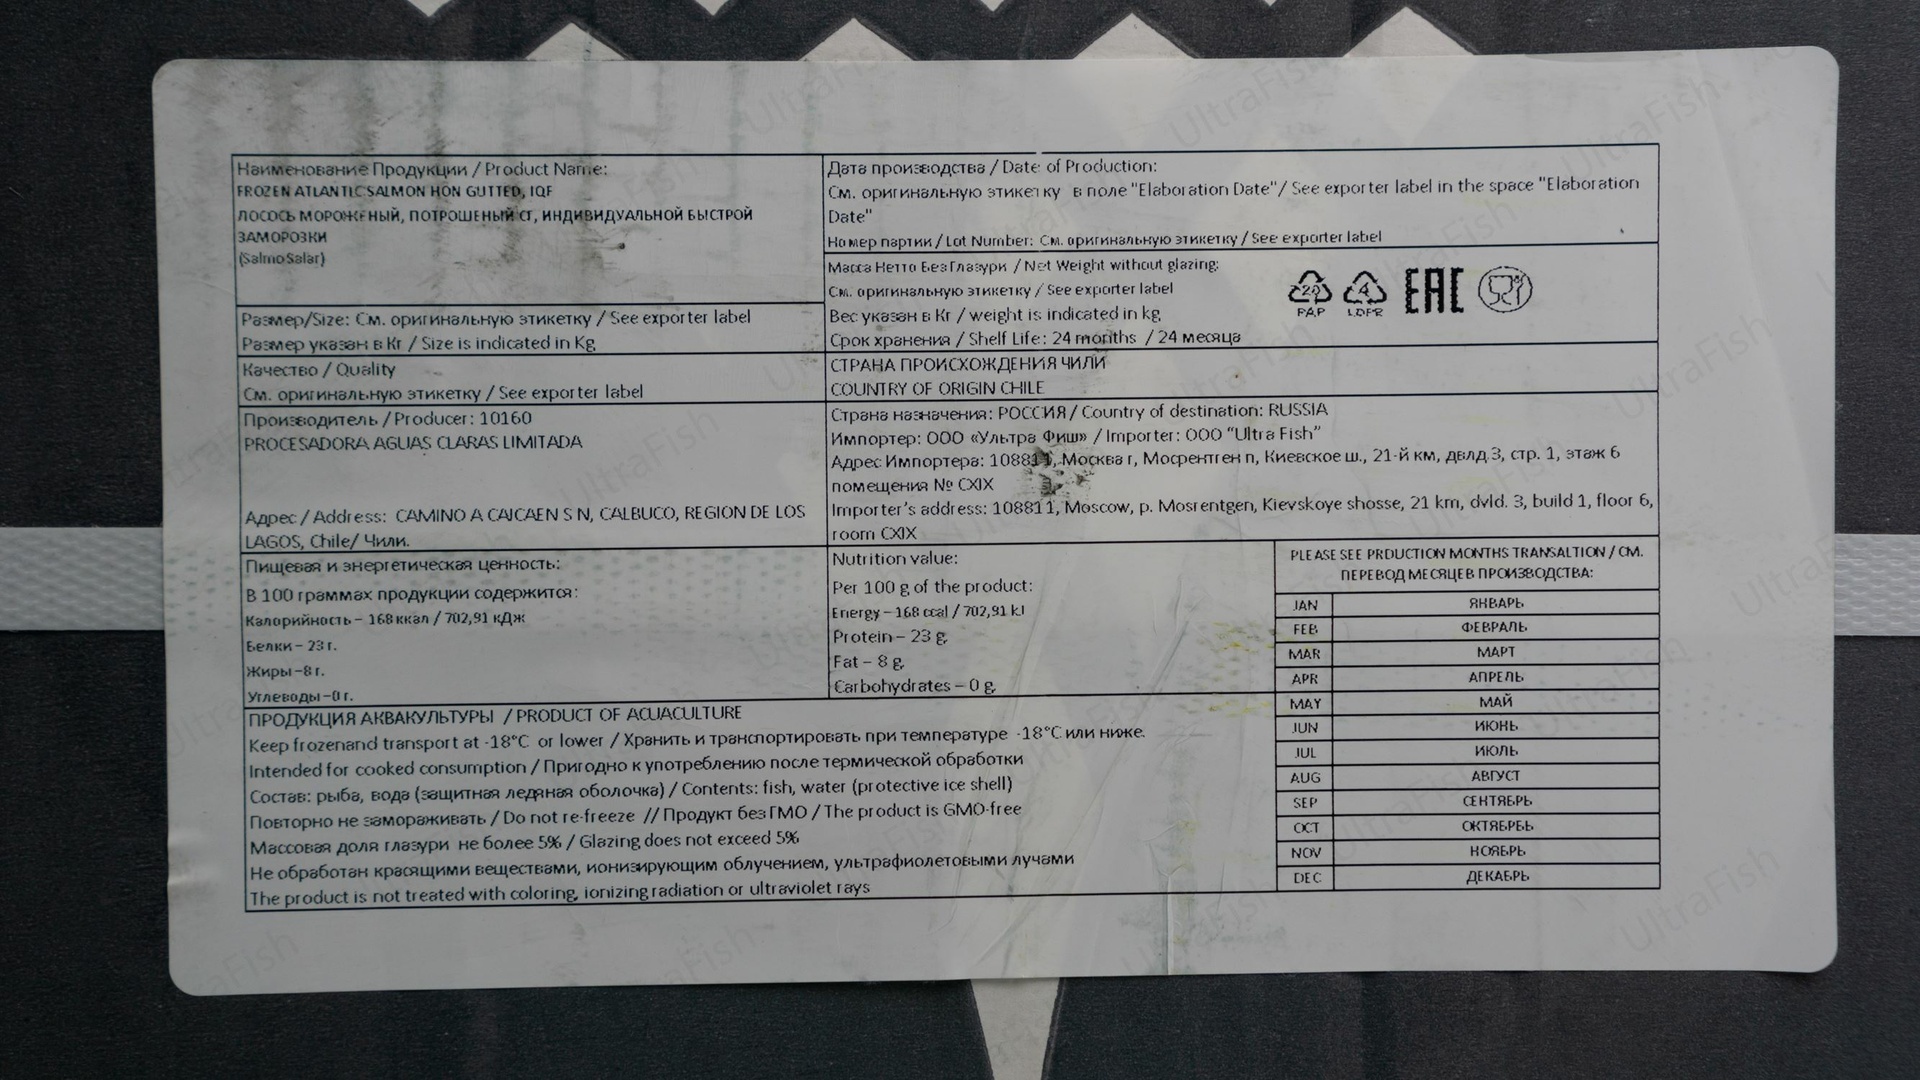 Наименование Продукции / Product Name:
FROZEN ATLANTIC SALMON HON GUTTED, IQF
ЛОСОСЬ МОРОЖЕНЫЙ, ПОТРОШЕНЫЙ СГ, ИНДИВИДУАЛЬНОЙ БЫСТРОЙ
ЗАМОРОЗКИ
(Salmo Salar)
Размер/Size: См. оригинальную этикетку / See exporter label
Размер указан в Кг / Size is indicated in Kg
Качество / Quality
См. оригинальную этикетку / See exporter label
Производитель / Producer: 10160
PROCESADORA AGUAS CLARAS LIMITADA
Адрес / Address: CAMINO A CAICAEN S N, CALBUCO, REGION DE LOS
LAGOS, Chile/ Чили.
Дата производства / Date of Production:
См. оригинальную этикетку в поле "Elaboration Date"/ See exporter label in the space "Elaboration
Date"
Номер партии / Lot Number: См. оригинальную этикетку / See exporter label
Масса Нетто Без Глазури / Net Weight without glazing:
См. оригинальную этикетку / See exporter label
Вес указан в Кг / weight is indicated in kg
Срок хранения / Shelf Life: 24 months / 24 месяца
20
PAP
4
LDPE
EAC
СТРАНА ПРОИСХОЖДЕНИЯ ЧИЛИ
COUNTRY OF ORIGIN CHILE
Страна назначения: РОССИЯ / Country of destination: RUSSIA
Импортер: ООО «Ультра Фиш» / Importer: OOO "Ultra Fish"
Адрес Импортера: 108811, Москва г, Мосрентген п, Киевское ш., 21-й км, двлд 3, стр. 1, этаж 6
помещения № CXIX
Importer's address: 108811, Moscow, p. Mosrentgen, Kievskoye shosse, 21 km, dvld. 3, build 1, floor 6,
room CXIX
Пищевая и энергетическая ценность:
В 100 граммах продукции содержится:
Калорийность – 168 ккал / 702,91 кДж
Белки – 23 г.
Жиры –8 г.
Углеводы –0 г.
Nutrition value:
Per 100 g of the product:
Energy – 168 ccal / 702,91 kJ
Protein – 23 g
Fat – 8 g
Carbohydrates – 0 g
PLEASE SEE PRDUCTION MONTHS TRANSALTION / СМ.
ПЕРЕВОД МЕСЯЦЕВ ПРОИЗВОДСТВА:
JAN ЯНВАРЬ
FEB ФЕВРАЛЬ
MAR МАРТ
APR АПРЕЛЬ
MAY МАЙ
JUN ИЮНЬ
JUL ИЮЛЬ
AUG АВГУСТ
SEP СЕНТЯБРЬ
OCT ОКТЯБРЕЬ
NOV НОЯБРЬ
DEC ДЕКАБРЬ
ПРОДУКЦИЯ АКВАКУЛЬТУРЫ / PRODUCT OF ACUACULTURE
Keep frozenand transport at -18°C or lower / Хранить и транспортировать при температуре -18°C или ниже.
Intended for cooked consumption / Пригодно к употреблению после термической обработки
Состав: рыба, вода (защитная ледяная оболочка) / Contents: fish, water (protective ice shell)
Повторно не замораживать / Do not re-freeze // Продукт без ГМО / The product is GMO-free
Массовая доля глазури не более 5% / Glazing does not exceed 5%
Не обработан красящими веществами, ионизирующим облучением, ультрафиолетовыми лучами
The product is not treated with coloring, ionizing radiation or ultraviolet rays
UltraFish